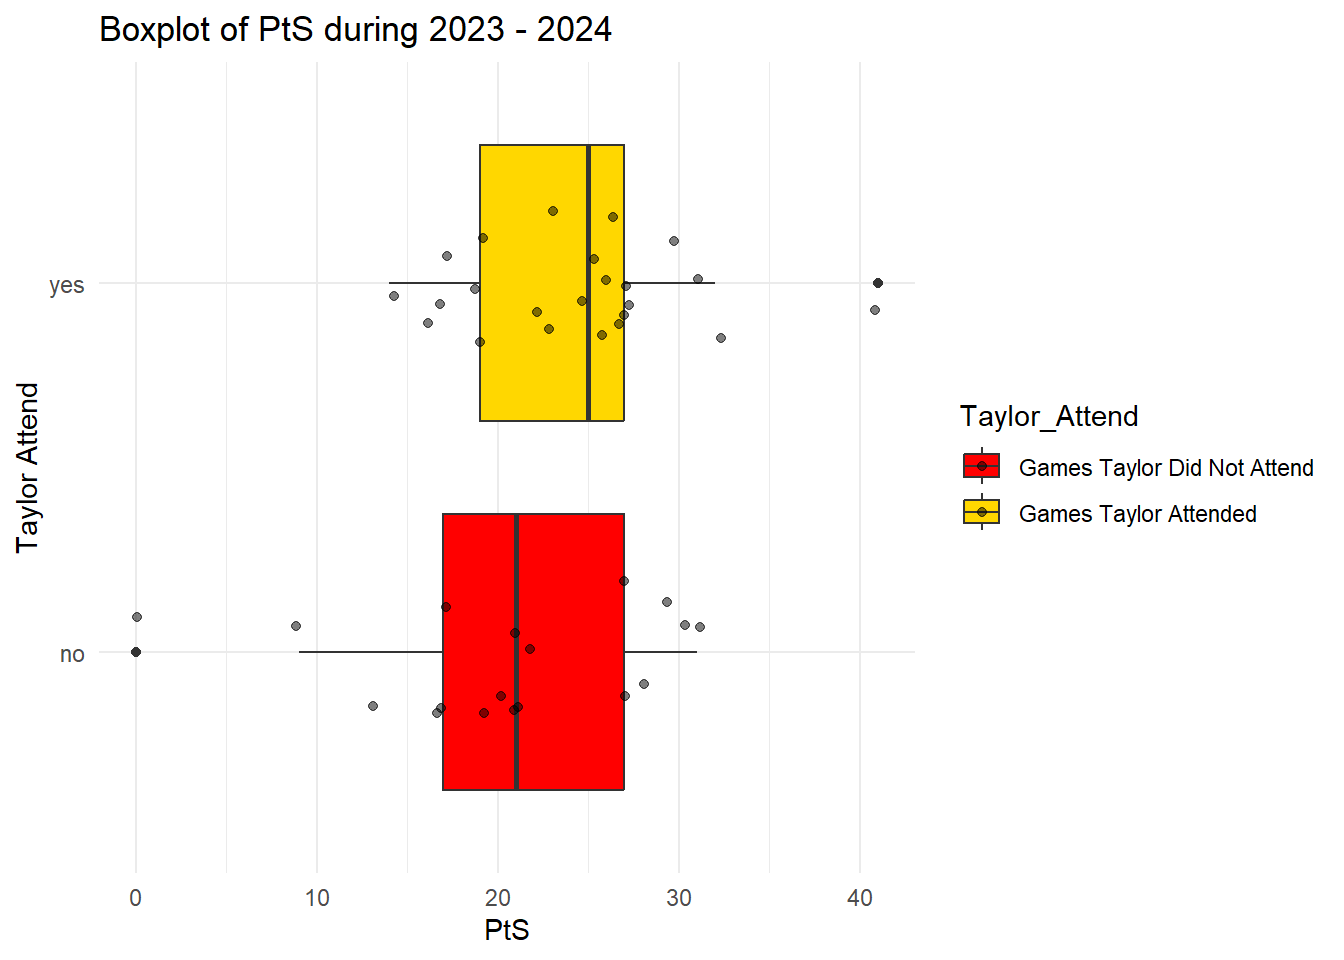 Boxplot of PtS during 2023 - 2024
Taylor Attend
yes
no
0 10 20 30 40
PtS
Taylor_Attend
Games Taylor Did Not Attend
Games Taylor Attended